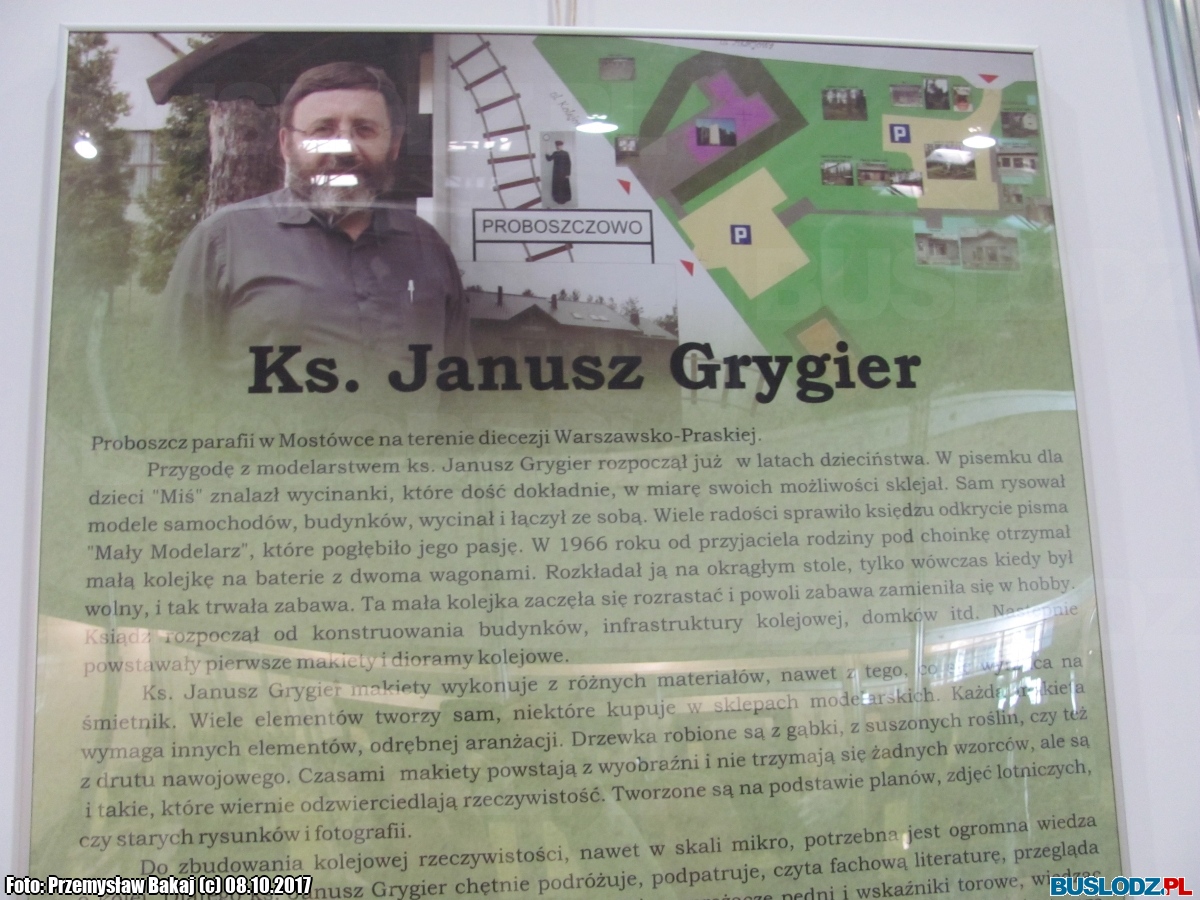 ul. Kolej
PROBOSZCZOWO
P
P
Ks. Janusz Grygier
Proboszcz parafii w Mostówce na terenie diecezji Warszawsko-Praskiej.
Przygodę z modelarstwem ks. Janusz Grygier rozpoczął już w latach dzieciństwa. W pisemku dla
dzieci "Miś" znalazł wycinanki, które dość dokładnie, w miarę swoich możliwości sklejał. Sam rysował
modele samochodów, budynków, wycinał i łączył ze sobą. Wiele radości sprawiło księdzu odkrycie pisma
"Mały Modelarz", które pogłębiło jego pasję. W 1966 roku od przyjaciela rodziny pod choinkę otrzymał
małą kolejkę na baterie z dwoma wagonami. Rozkładał ją na okrągłym stole, tylko wówczas kiedy był
wolny, i tak trwała zabawa. Ta mała kolejka zaczęła się rozrastać i powoli zabawa zamieniła się w hobby.
Ksiądz rozpoczął od konstruowania budynków, infrastruktury kolejowej, domków itd. Następnie
powstawały pierwsze makiety i dioramy kolejowe.
Ks. Janusz Grygier makiety wykonuje z różnych materiałów, nawet z tego, co się wyrzuca na
śmietnik. Wiele elementów tworzy sam, niektóre kupuje w sklepach modelarskich. Każda makieta
wymaga innych elementów, odrębnej aranżacji. Drzewka robione są z gąbki, z suszonych roślin, czy też
z drutu nawojowego. Czasami makiety powstają z wyobraźni i nie trzymają się żadnych wzorców, ale są
i takie, które wiernie odzwierciedlają rzeczywistość. Tworzone są na podstawie planów, zdjęć lotniczych,
czy starych rysunków i fotografii.
Do zbudowania kolejowej rzeczywistości, nawet w skali mikro, potrzebna jest ogromna wiedza
Janusz Grygier chętnie podróżuje, podpatruje, czyta fachową literaturę, przegląda
i wskaźniki torowe, wiedząc
Foto: Przemysław Bakaj (c) 08.10.2017
BUSLODZ.PL